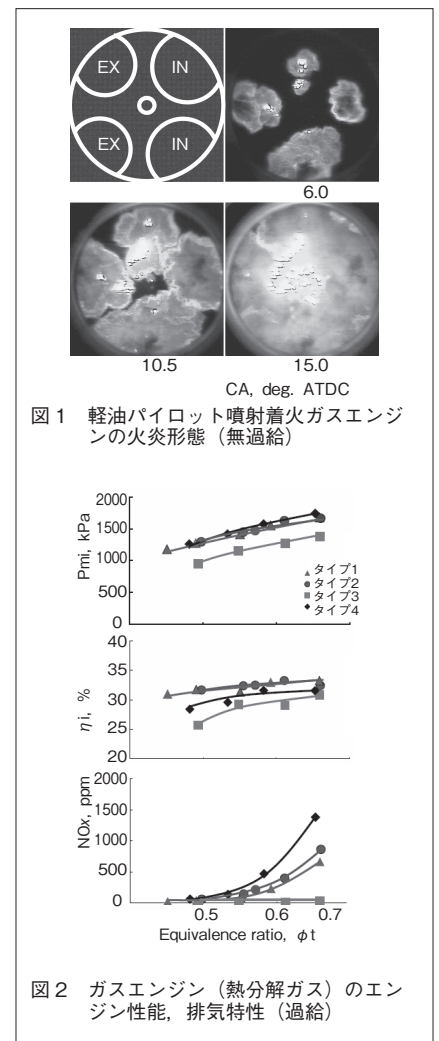 EX IN
EX IN
6.0
10.5 15.0
CA, deg. ATDC
図1 軽油パイロット噴射着火ガスエンジ
ンの火炎形態（無過給）
2000
1500
1000
500
0
Pmi, kPa
タイプ1
タイプ2
タイプ3
タイプ4
40
35
30
25
20
ηi, %
2000
1500
1000
500
0
NOx, ppm
0.5 0.6 0.7
Equivalence ratio, φt
図2 ガスエンジン（熱分解ガス）のエン
ジン性能，排気特性（過給）